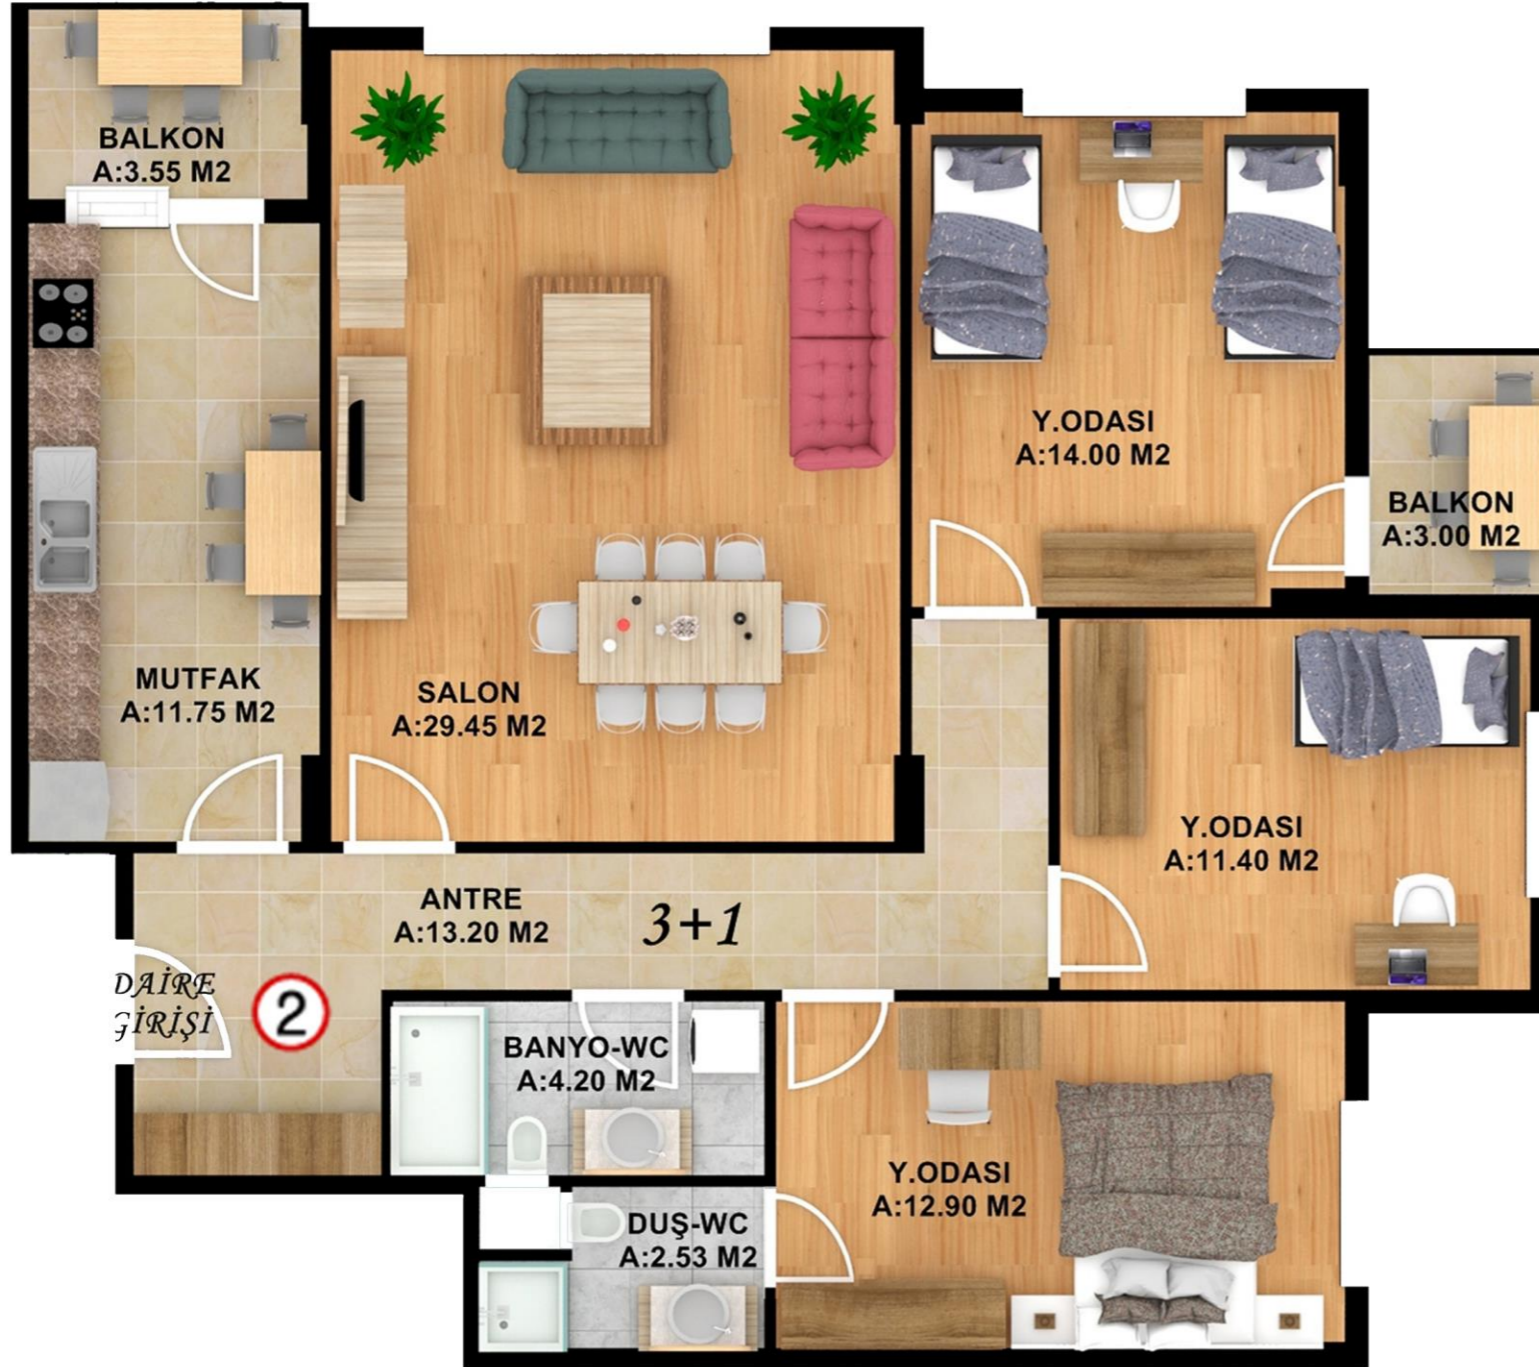 BALKON
A:3.55 M2
Y.ODASI
A:14.00 M2
BALKON
A:3.00 M2
MUTFAK
A:11.75 M2
SALON
A:29.45 M2
Y.ODASI
A:11.40 M2
ANTRE
A:13.20 M2
3+1
DAİRE
GİRİŞİ
2
BANYO-WC
A:4.20 M2
Y.ODASI
A:12.90 M2
DUŞ-WC
A:2.53 M2